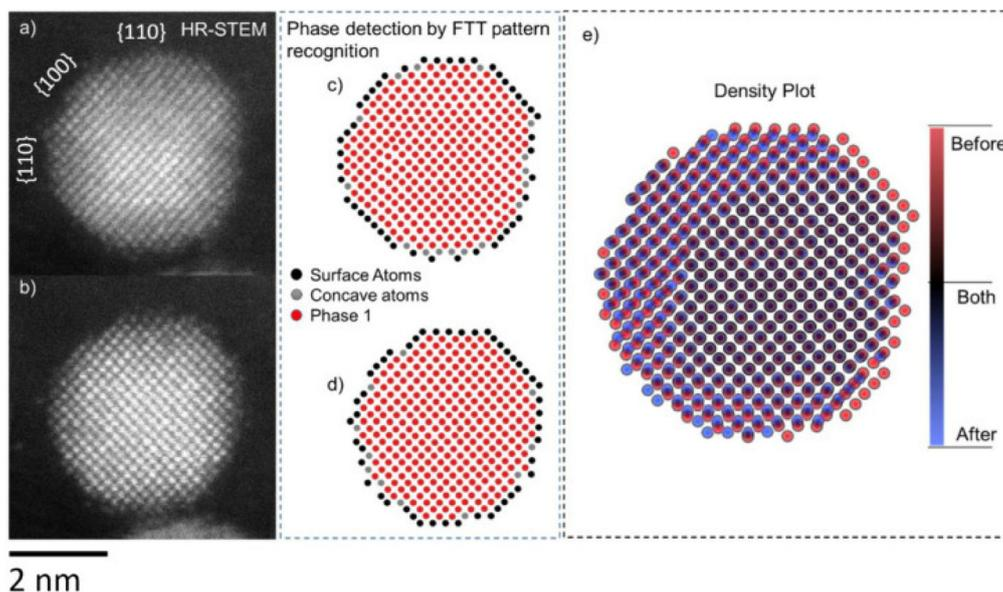 a)
{110}
HR-STEM
{100}
{110}
b)
2 nm
Phase detection by FTT pattern
recognition
c)
Surface Atoms
Concave atoms
Phase 1
d)
e)
Density Plot
Before
Both
After